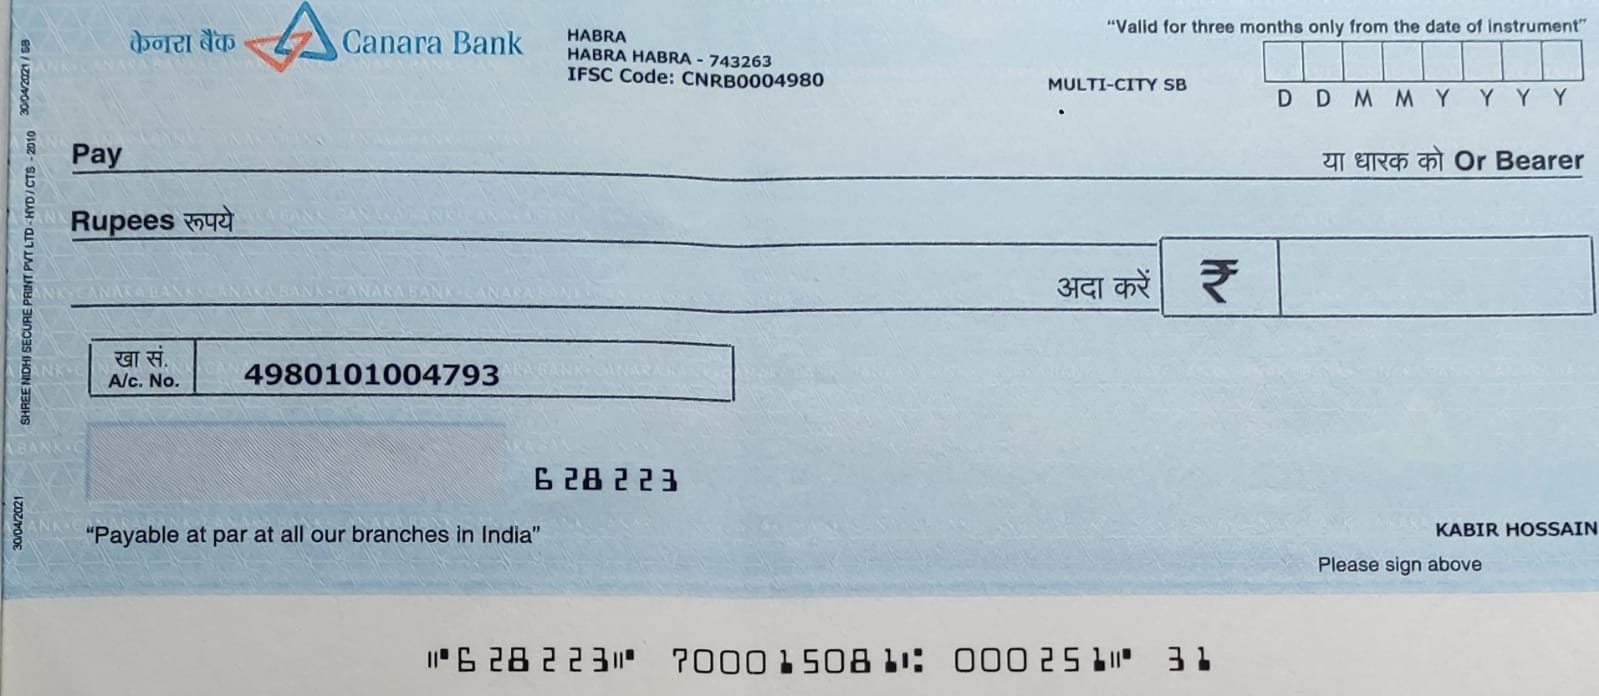 केनरा बैंक Canara Bank
HABRA
HABRA HABRA - 743263
IFSC Code: CNRB0004980
"Valid for three months only from the date of instrument"
MULTI-CITY SB
D D M M Y Y Y Y
Pay
या धारक को Or Bearer
Rupees रूपये
अदा करें ₹
खा सं.
A/c. No. 4980101004793
628223
"Payable at par at all our branches in India"
KABIR HOSSAIN
Please sign above
⑈628223⑈ 700015081⑆ 000251⑈ 31
SHREE NIDHI SECURE PRINT PVT LTD - HYD / CTS - 2010 30/04/2021 / SB
30/04/2021